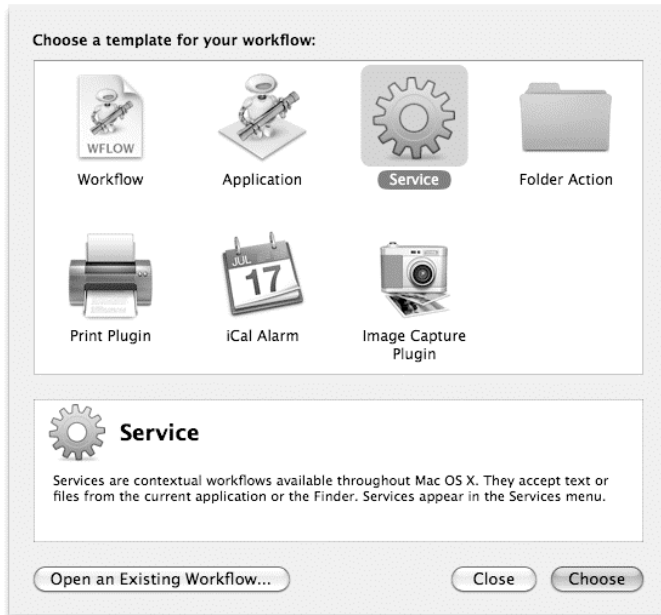 Choose a template for your workflow:
WFLOW
Workflow
Application
Service
Folder Action
JUL
17
Print Plugin
iCal Alarm
Image Capture
Plugin
Service
Services are contextual workflows available throughout Mac OS X. They accept text or
files from the current application or the Finder. Services appear in the Services menu.
Open an Existing Workflow...
Close
Choose